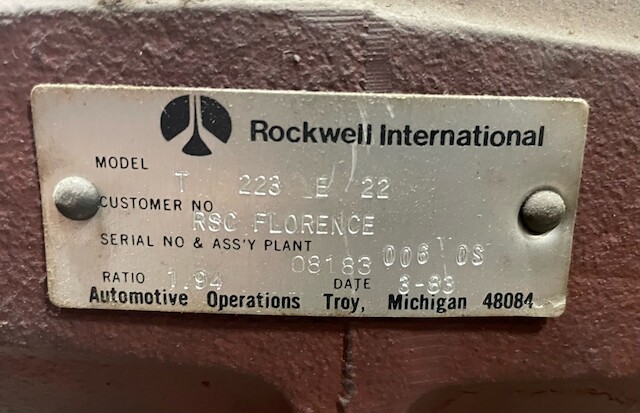 Rockwell International
MODEL T 223 E 22
CUSTOMER NO RSC FLORENCE
SERIAL NO & ASS'Y PLANT 08183 006 OS
RATIO 1.94 DATE 3-83
Automotive Operations Troy, Michigan 48084